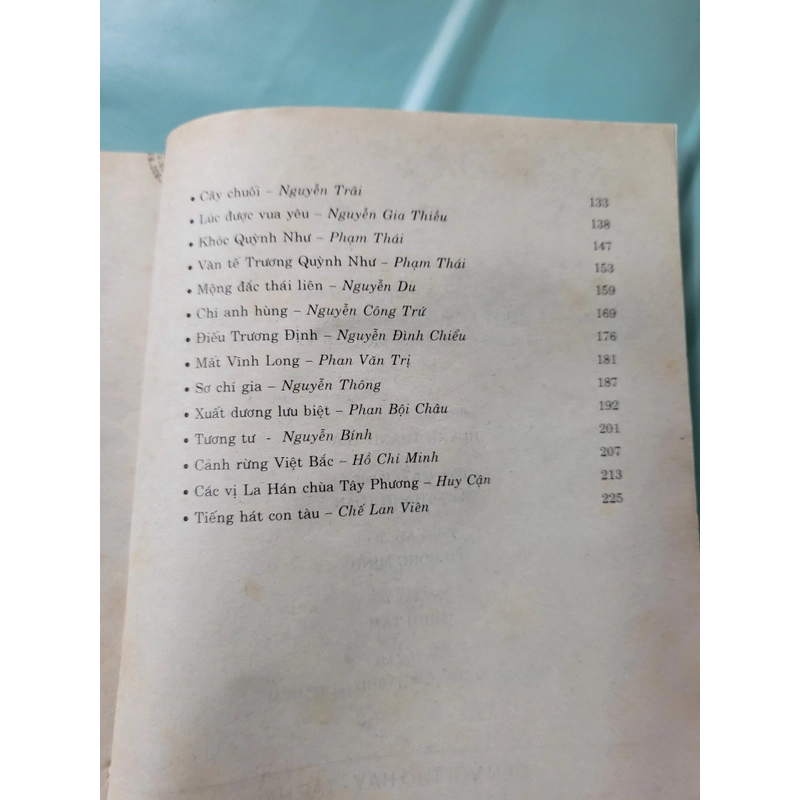 • Cây chuối – Nguyễn Trãi 133
• Lúc được vua yêu – Nguyễn Gia Thiều 138
• Khóc Quỳnh Như – Phạm Thái 147
• Văn tế Trương Quỳnh Như – Phạm Thái 153
• Mộng đắc thái liên – Nguyễn Du 159
• Chí anh hùng – Nguyễn Công Trứ 169
• Điếu Trương Định – Nguyễn Đình Chiểu 176
• Mất Vĩnh Long – Phan Văn Trị 181
• Sơ chí gia – Nguyễn Thông 187
• Xuất dương lưu biệt – Phan Bội Châu 192
• Tương tư - Nguyễn Bính 201
• Cảnh rừng Việt Bắc – Hồ Chí Minh 207
• Các vị La Hán chùa Tây Phương – Huy Cận 213
• Tiếng hát con tàu – Chế Lan Viên 225